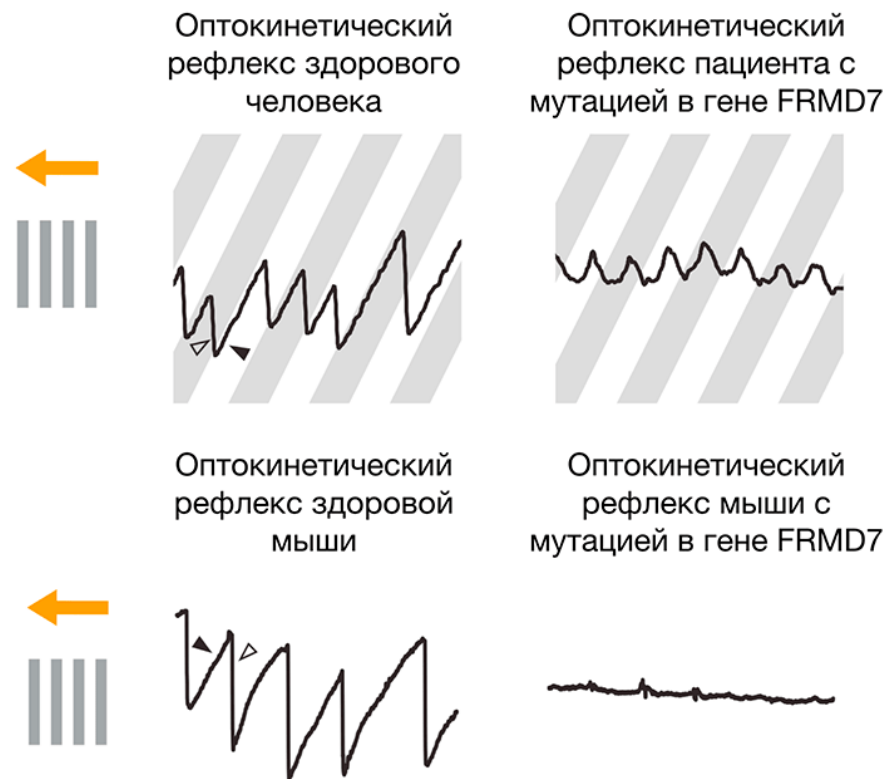 Оптокинетический
рефлекс здорового
человека
Оптокинетический
рефлекс пациента с
мутацией в гене FRMD7
Оптокинетический
рефлекс здоровой
мыши
Оптокинетический
рефлекс мыши с
мутацией в гене FRMD7